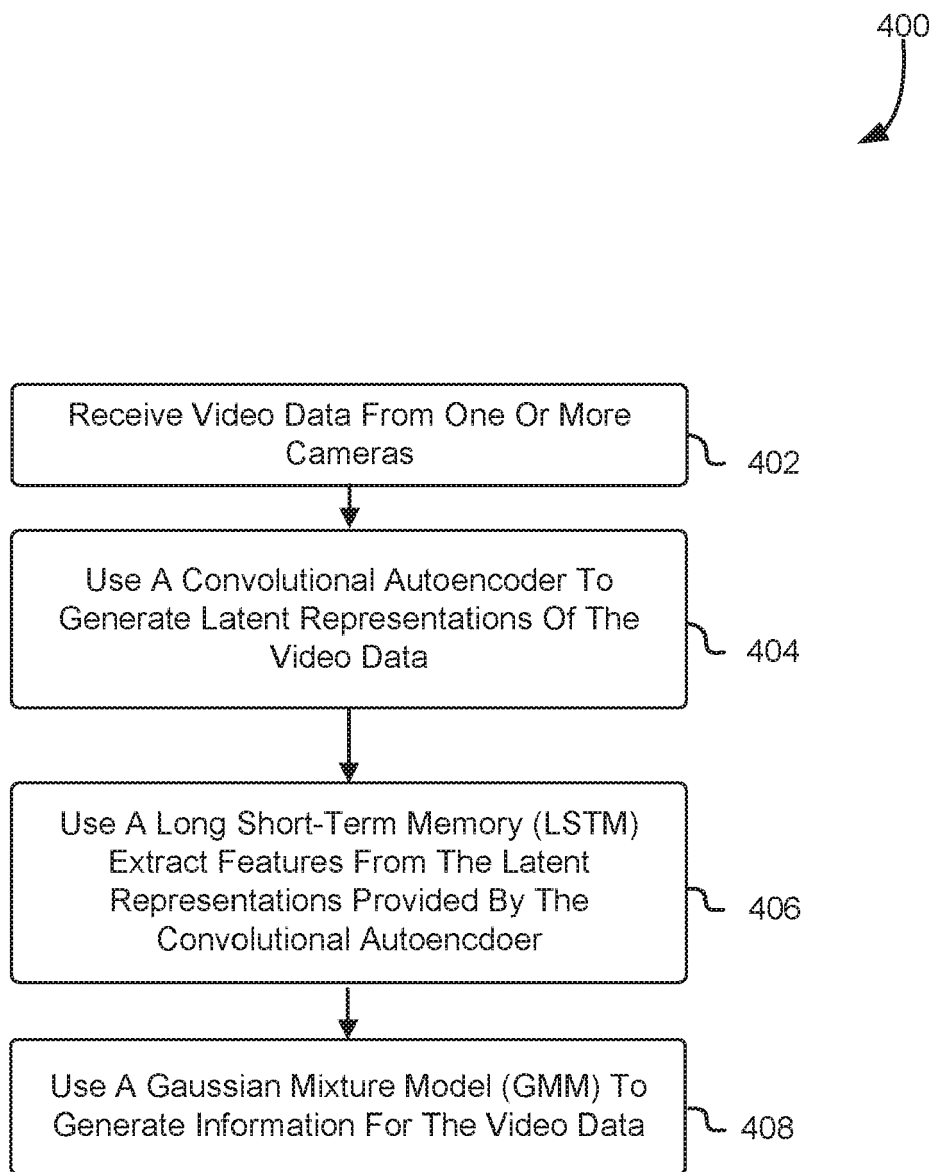 400
Receive Video Data From One Or More
Cameras
402
Use A Convolutional Autoencoder To
Generate Latent Representations Of The
Video Data
404
Use A Long Short-Term Memory (LSTM)
Extract Features From The Latent
Representations Provided By The
Convolutional Autoencdoer
406
Use A Gaussian Mixture Model (GMM) To
Generate Information For The Video Data
408